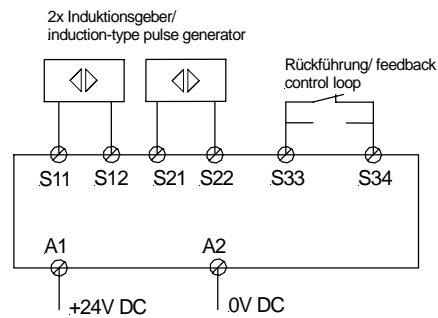 2x Induktionsgeber/
induction-type pulse generator
Rückführung/ feedback
control loop
S11 S12 S21 S22 S33 S34
A1 A2
+24V DC 0V DC